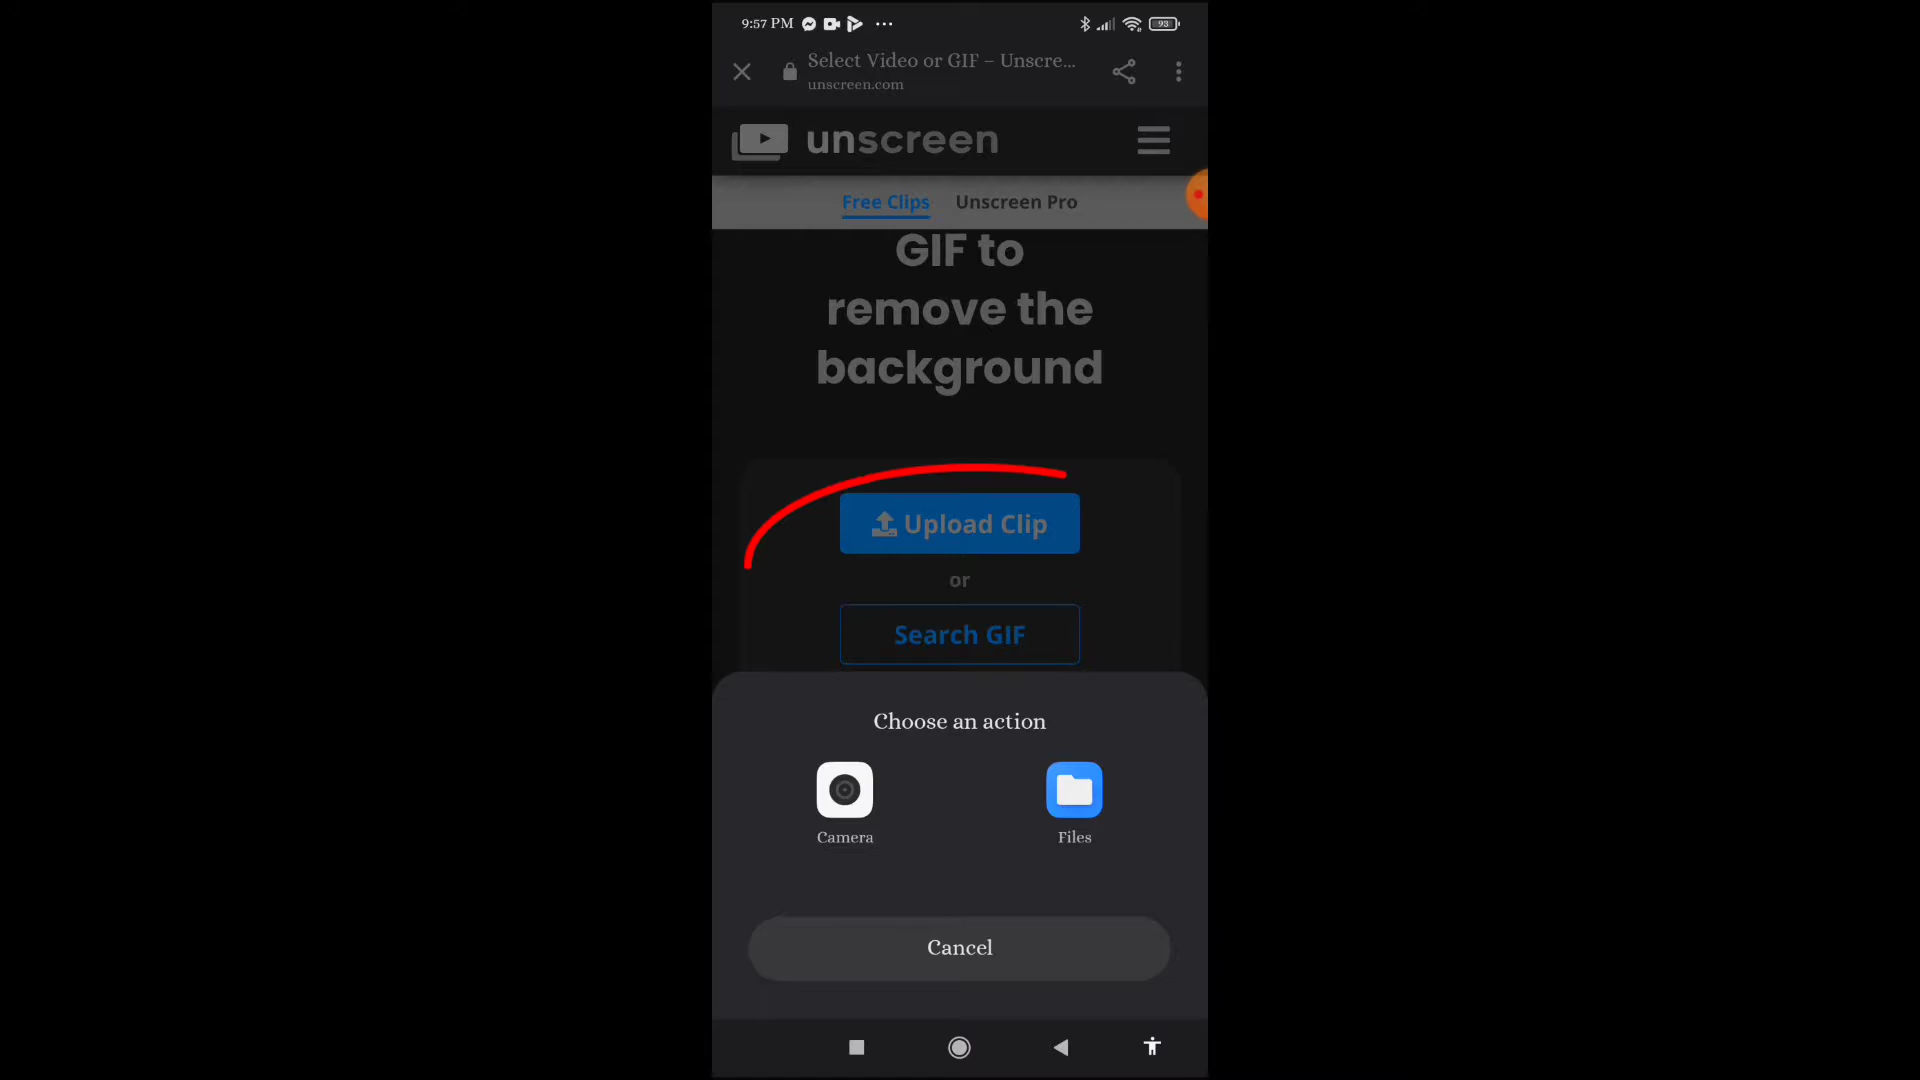 9:57 PM
93
Select Video or GIF – Unscre...
unscreen.com
unscreen
Free Clips Unscreen Pro
GIF to
remove the
background
Upload Clip
or
Search GIF
Choose an action
Camera Files
Cancel